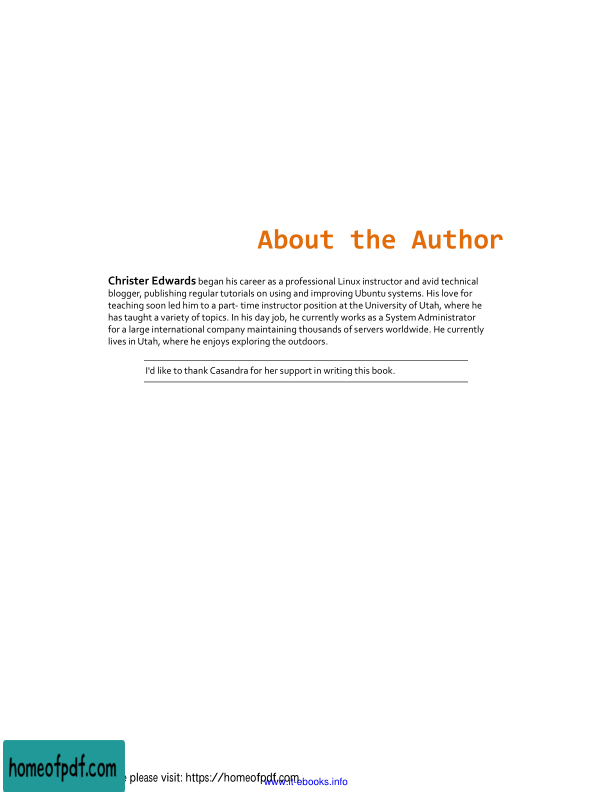 About the Author
Christer Edwards began his career as a professional Linux instructor and avid technical
blogger, publishing regular tutorials on using and improving Ubuntu systems. His love for
teaching soon led him to a part- time instructor position at the University of Utah, where he
has taught a variety of topics. In his day job, he currently works as a System Administrator
for a large international company maintaining thousands of servers worldwide. He currently
lives in Utah, where he enjoys exploring the outdoors.
I'd like to thank Casandra for her support in writing this book.
homeofpdf.com
please visit: https://homeofpdf.com
www.it-ebooks.info